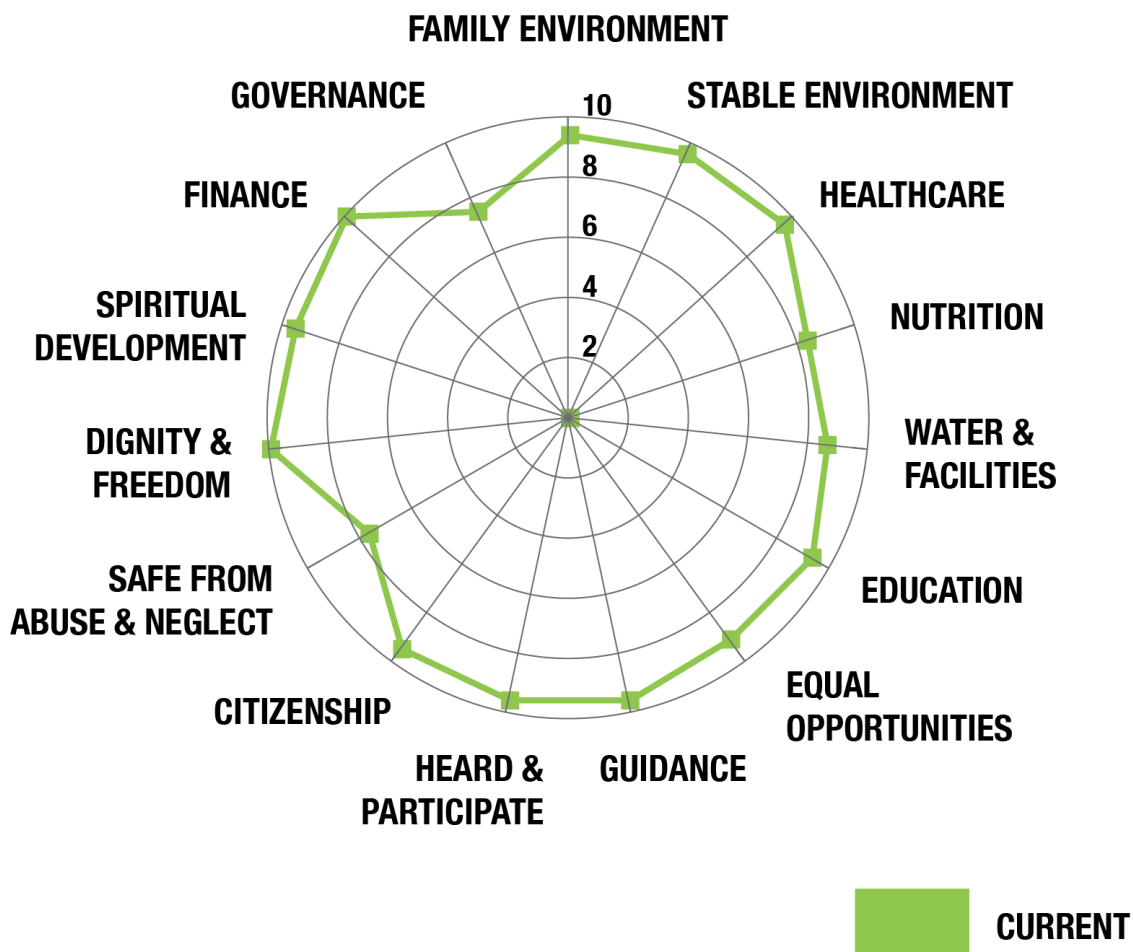 FAMILY ENVIRONMENT
GOVERNANCE
STABLE ENVIRONMENT
10
8
6
4
2
FINANCE
HEALTHCARE
SPIRITUAL
DEVELOPMENT
NUTRITION
DIGNITY &
FREEDOM
WATER &
FACILITIES
SAFE FROM
ABUSE & NEGLECT
EDUCATION
CITIZENSHIP
EQUAL
OPPORTUNITIES
HEARD &
PARTICIPATE
GUIDANCE
CURRENT